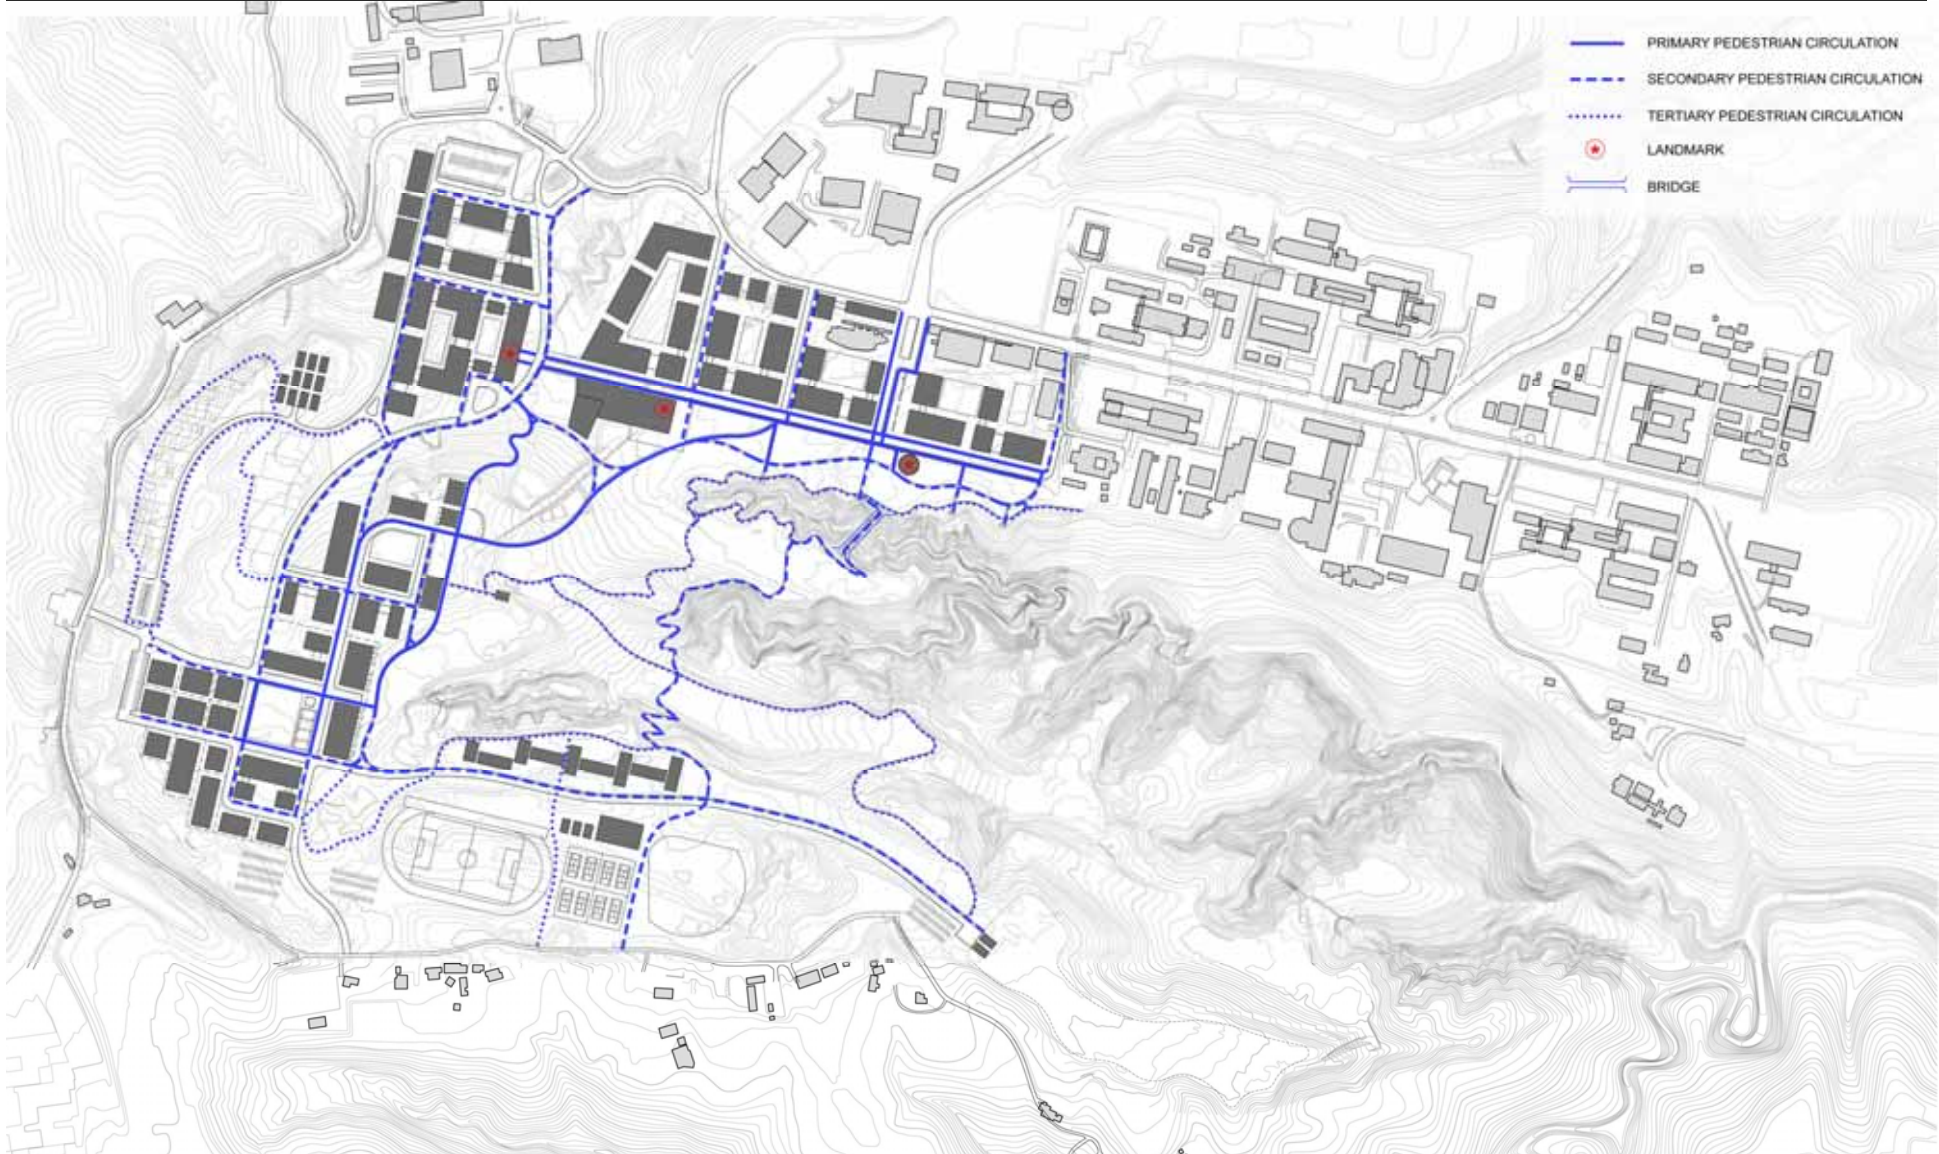 PRIMARY PEDESTRIAN CIRCULATION
SECONDARY PEDESTRIAN CIRCULATION
TERTIARY PEDESTRIAN CIRCULATION
LANDMARK
BRIDGE